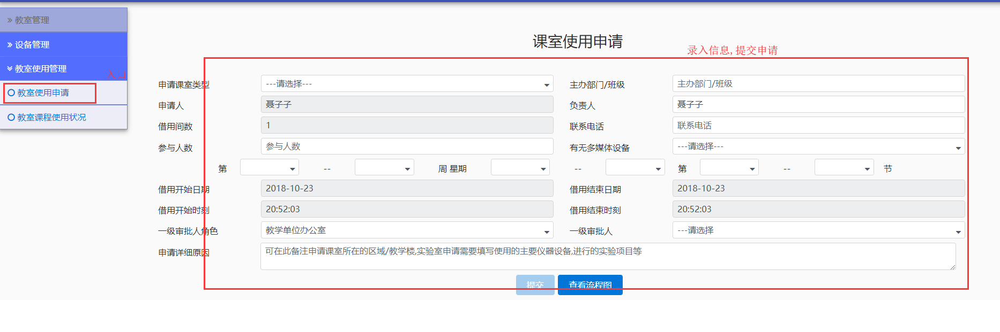 教室管理
设备管理
教室使用管理
入口
教室使用申请
教室课程使用状况
课室使用申请
录入信息,提交申请
申请课室类型 ---请选择--- 主办部门/班级 主办部门/班级
申请人 聂子子 负责人 聂子子
借用间数 1 联系电话 联系电话
参与人数 参与人数 有无多媒体设备 ---请选择---
第 -- 周 星期 -- 第 -- 节
借用开始日期 2018-10-23 借用结束日期 2018-10-23
借用开始时刻 20:52:03 借用结束时刻 20:52:03
一级审批人角色 教学单位办公室 一级审批人 ---请选择
申请详细原因 可在此备注申请课室所在的区域/教学楼,实验室申请需要填写使用的主要仪器设备,进行的实验项目等
提交 查看流程图